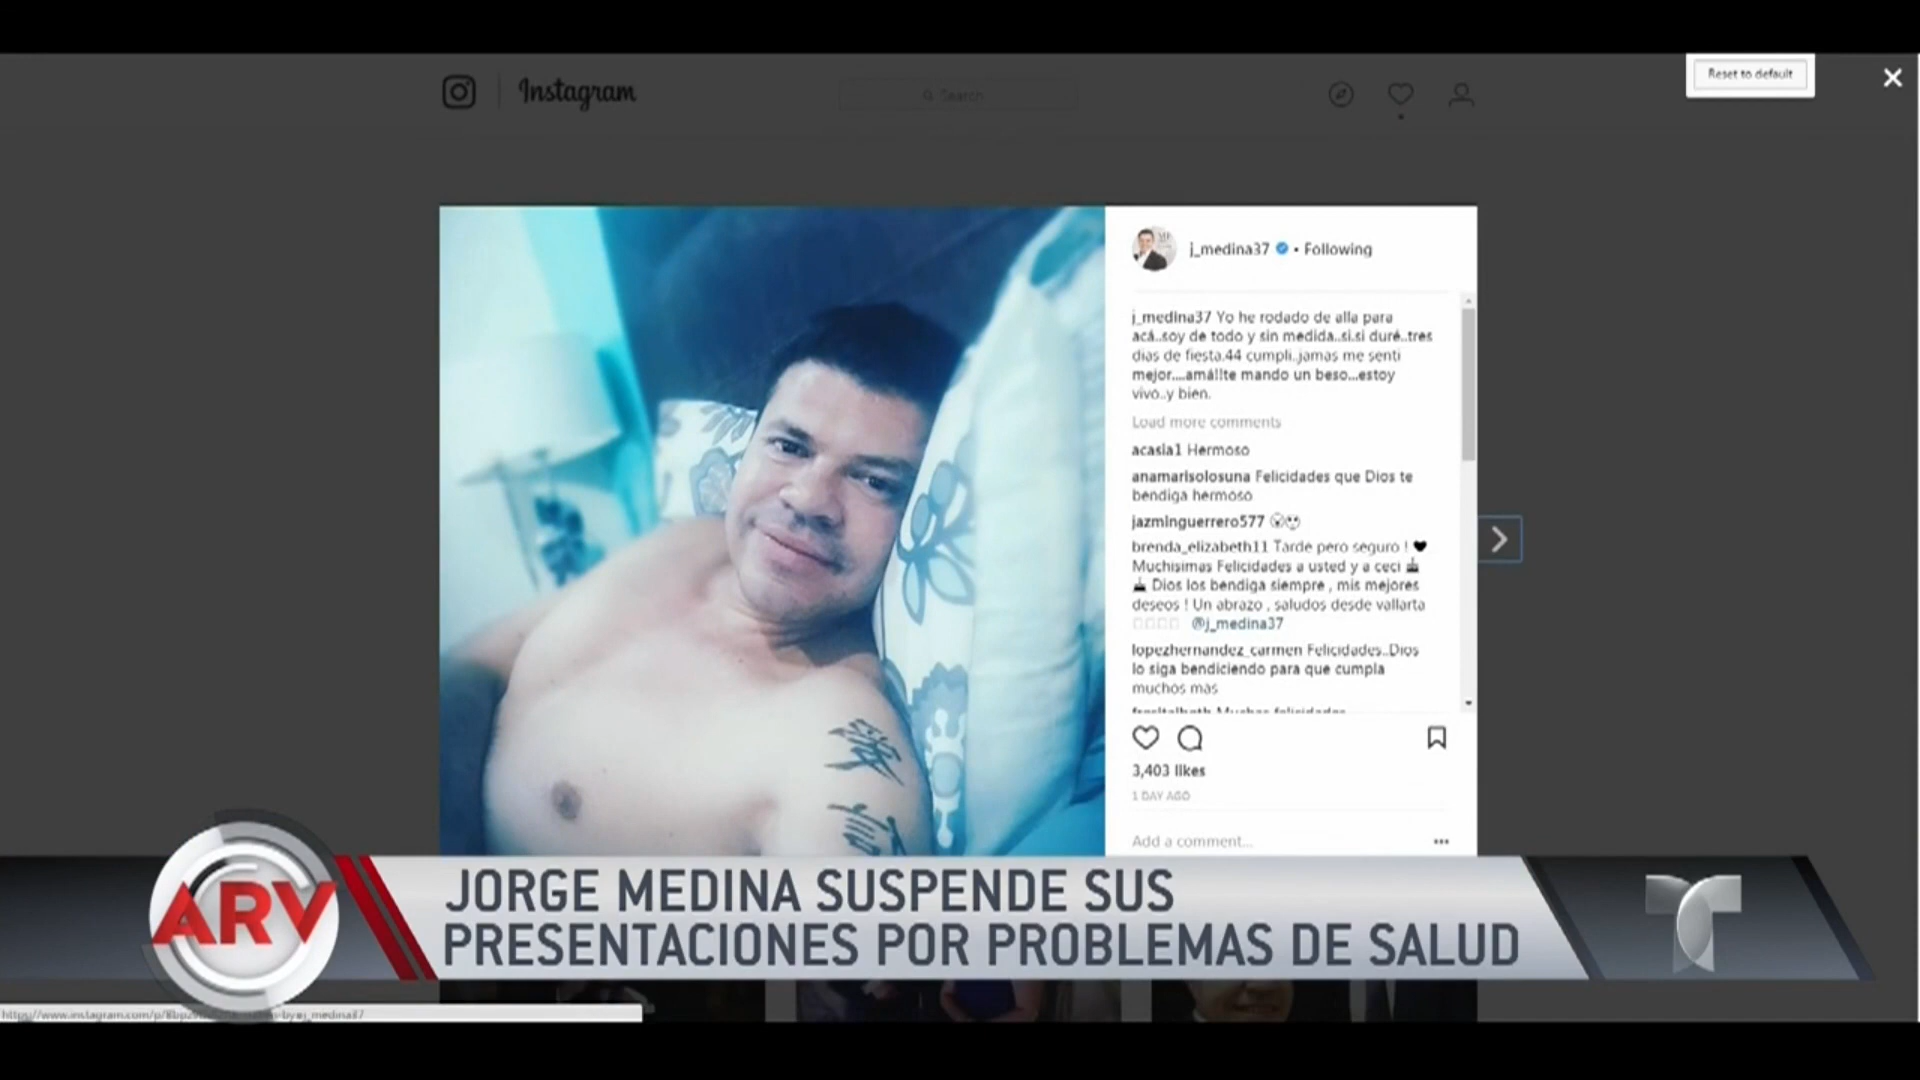 Instagram
Search
Reset to default
j_medina37 • Following
j_medina37 Yo he rodado de alla para
acá..soy de todo y sin medida..si.si duré..tres
dias de fiesta.44 cumpli..jamas me senti
mejor....amállte mando un beso...estoy
vivo..y bien.
Load more comments
acasla1 Hermoso
anamarisolosuna Felicidades que Dios te
bendiga hermoso
jazminguerrero577
brenda_elizabeth11 Tarde pero seguro ! ♥
Muchisimas Felicidades a usted y a ceci
Dios los bendiga siempre , mis mejores
deseos ! Un abrazo , saludos desde vallarta
@j_medina37
lopezhernandez_carmen Felicidades..Dios
lo siga bendiciendo para que cumpla
muchos mas
3,403 likes
1 DAY AGO
Add a comment...
ARV
JORGE MEDINA SUSPENDE SUS
PRESENTACIONES POR PROBLEMAS DE SALUD